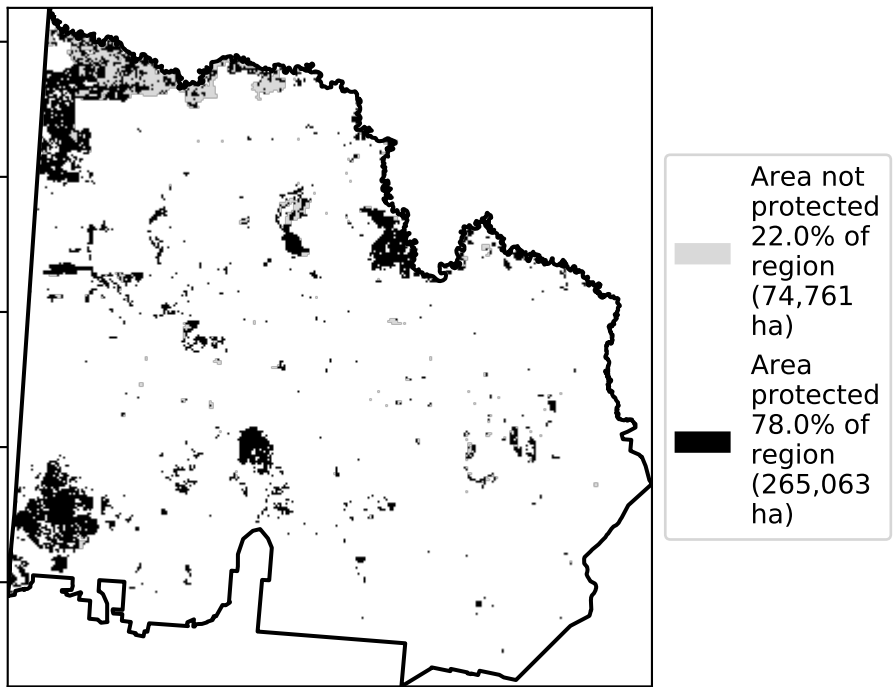 Area not
protected
22.0% of
region
(74,761
ha)
Area
protected
78.0% of
region
(265,063
ha)